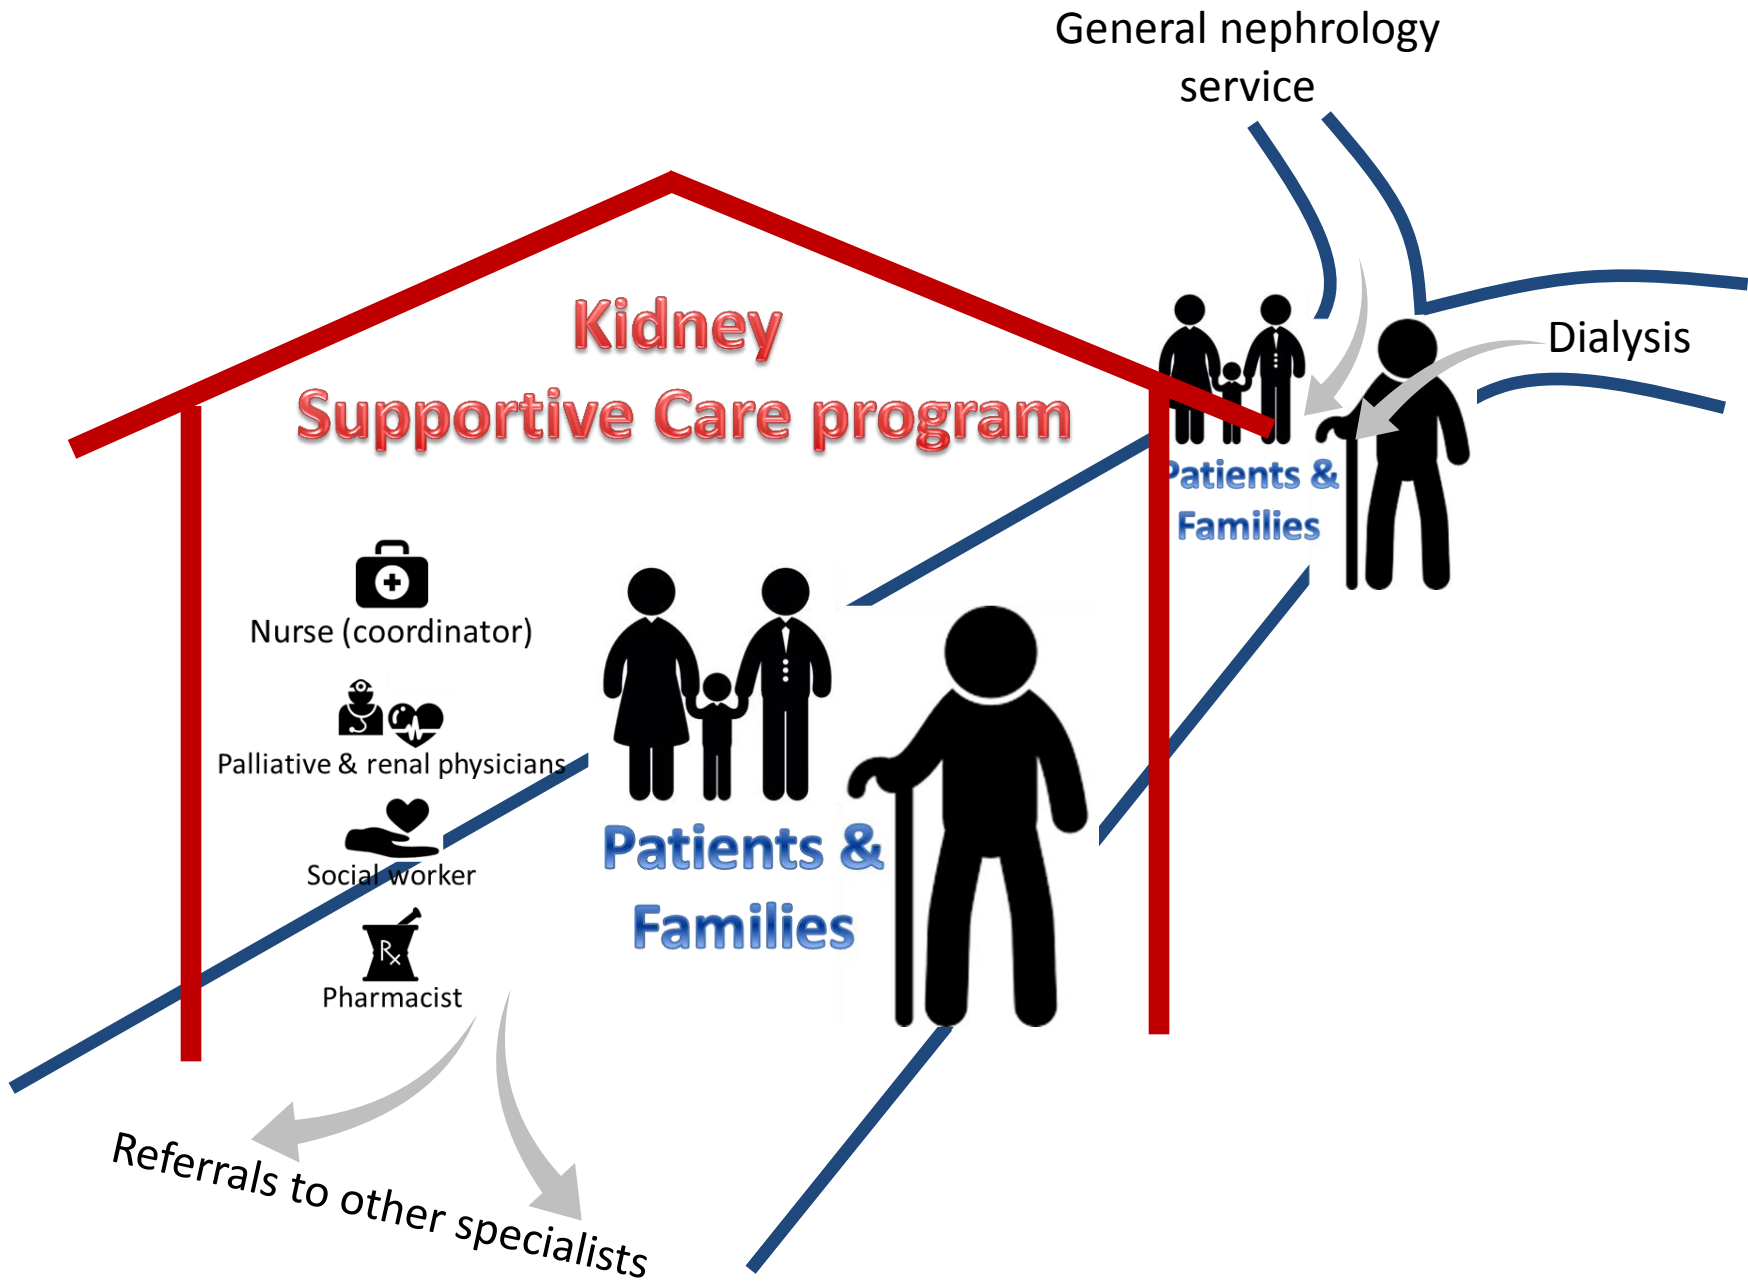 General nephrology
service
Kidney
Supportive Care program
Dialysis
Patients &
Families
Nurse (coordinator)
Palliative & renal physicians
Social worker
Rx
Pharmacist
Patients &
Families
Referrals to other specialists